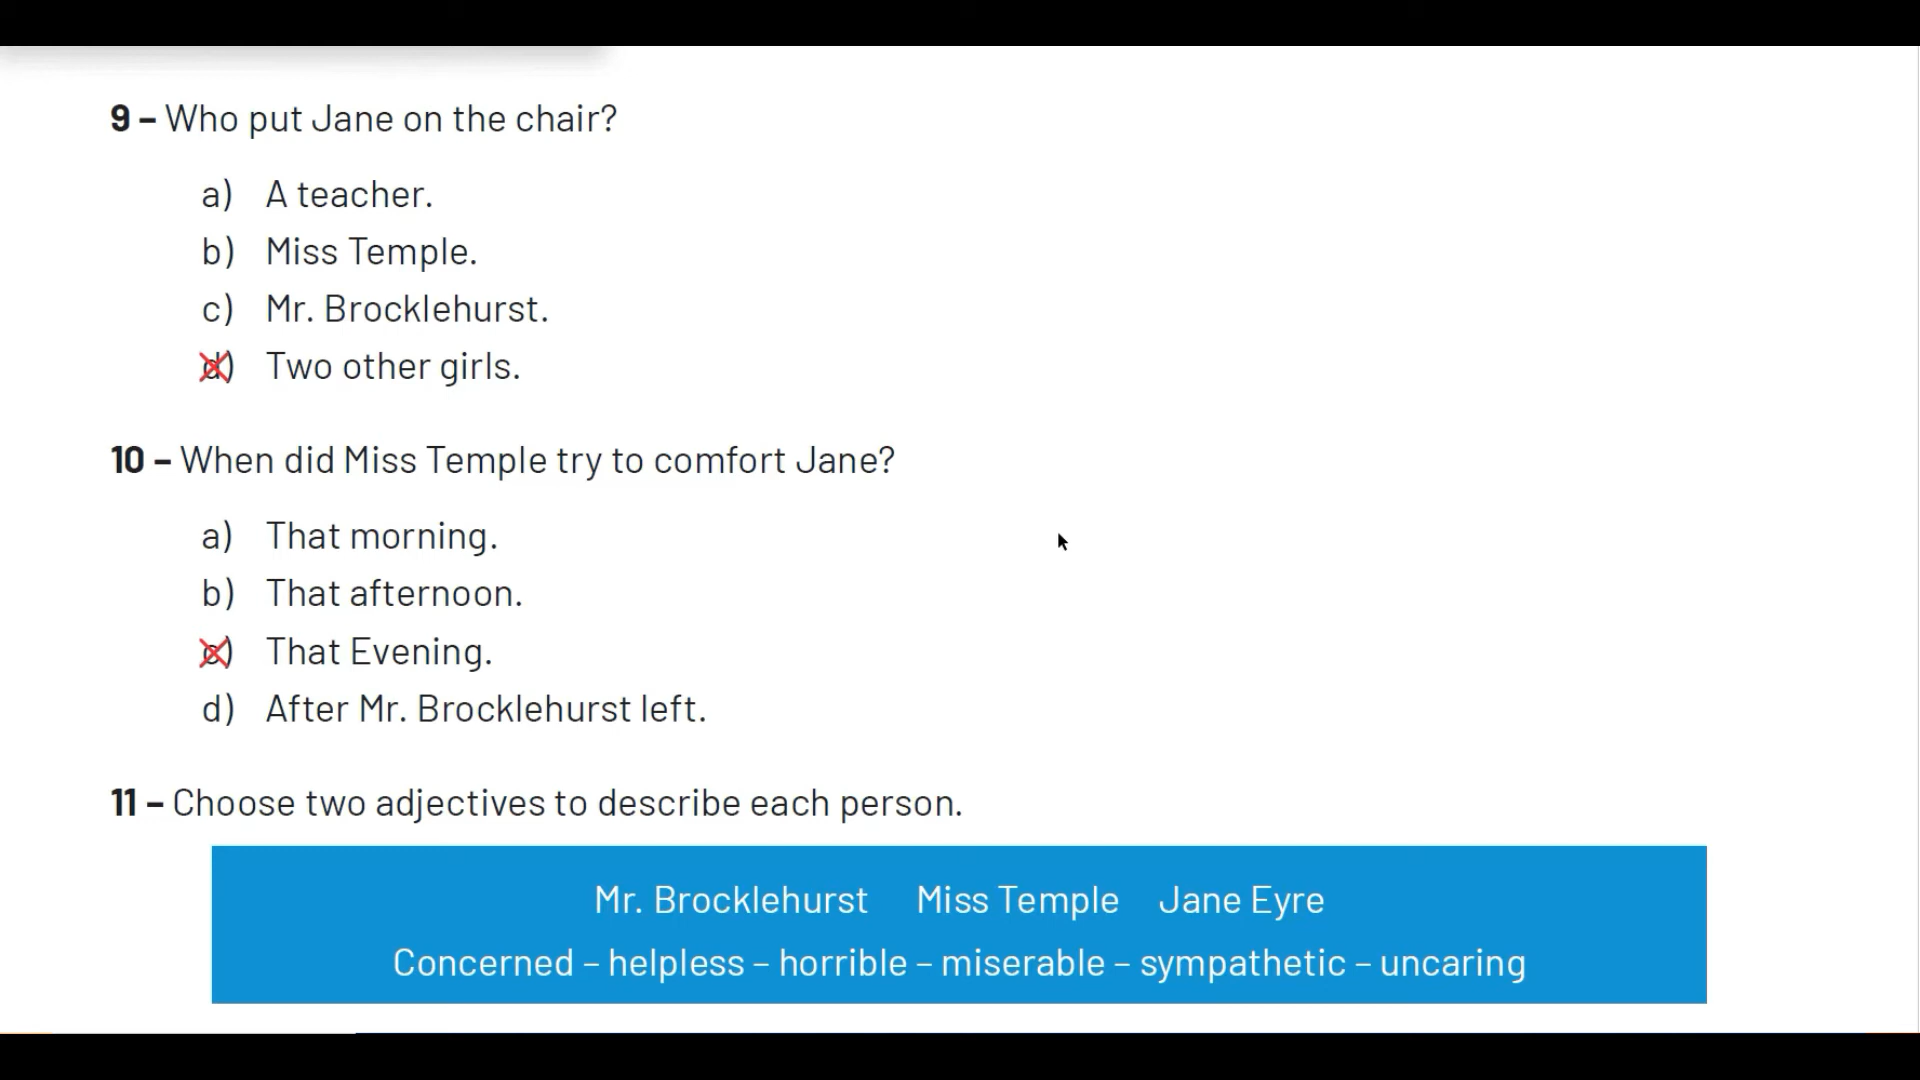 9 – Who put Jane on the chair?
a) A teacher.
b) Miss Temple.
c) Mr. Brocklehurst.
d) Two other girls.
10 – When did Miss Temple try to comfort Jane?
a) That morning.
b) That afternoon.
c) That Evening.
d) After Mr. Brocklehurst left.
11 – Choose two adjectives to describe each person.
Mr. Brocklehurst Miss Temple Jane Eyre
Concerned – helpless – horrible – miserable – sympathetic – uncaring